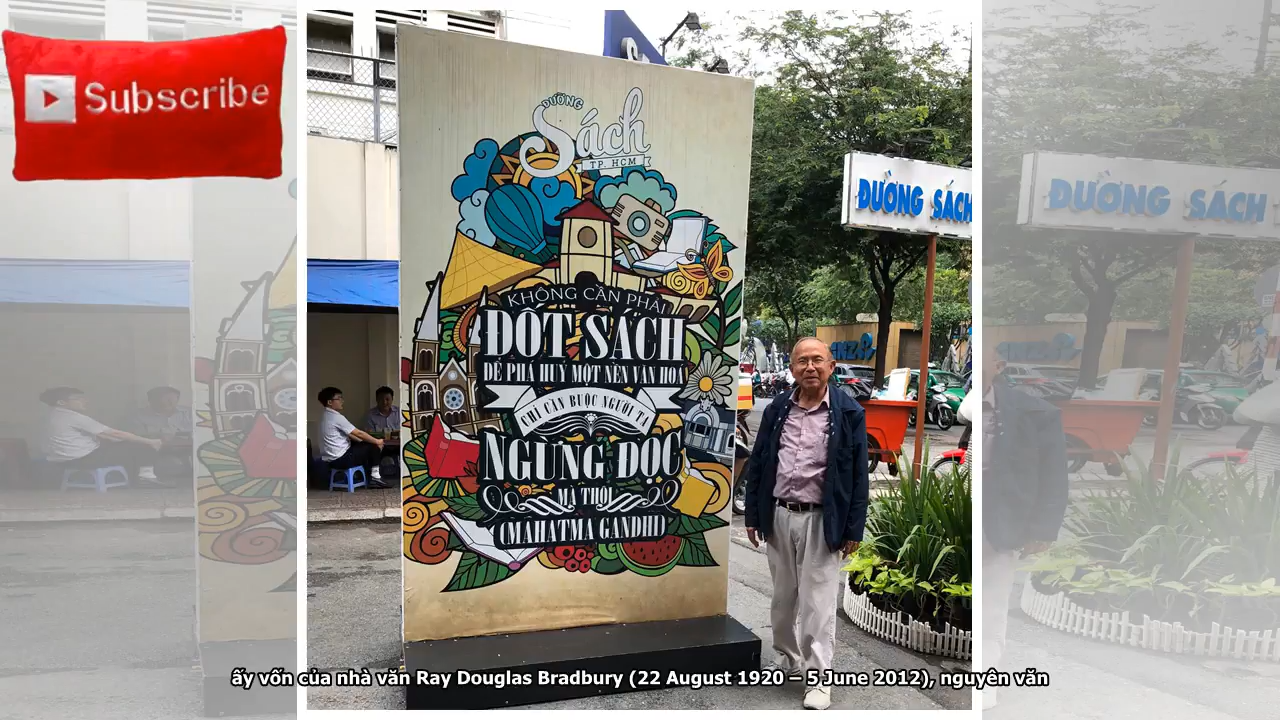 Subscribe
ĐƯỜNG
Sách
TP. HCM
KHÔNG CẦN PHẢI
ĐỐT SÁCH
ĐỂ PHÁ HUỶ MỘT NỀN VĂN HOÁ
CHỈ CẦN BUỘC NGƯỜI TA
NGỪNG ĐỌC
MÀ THÔI
(MAHATMA GANDHI)
ĐƯỜNG SÁCH
ĐƯỜNG SÁCH
ấy vốn của nhà văn Ray Douglas Bradbury (22 August 1920 – 5 June 2012), nguyên văn